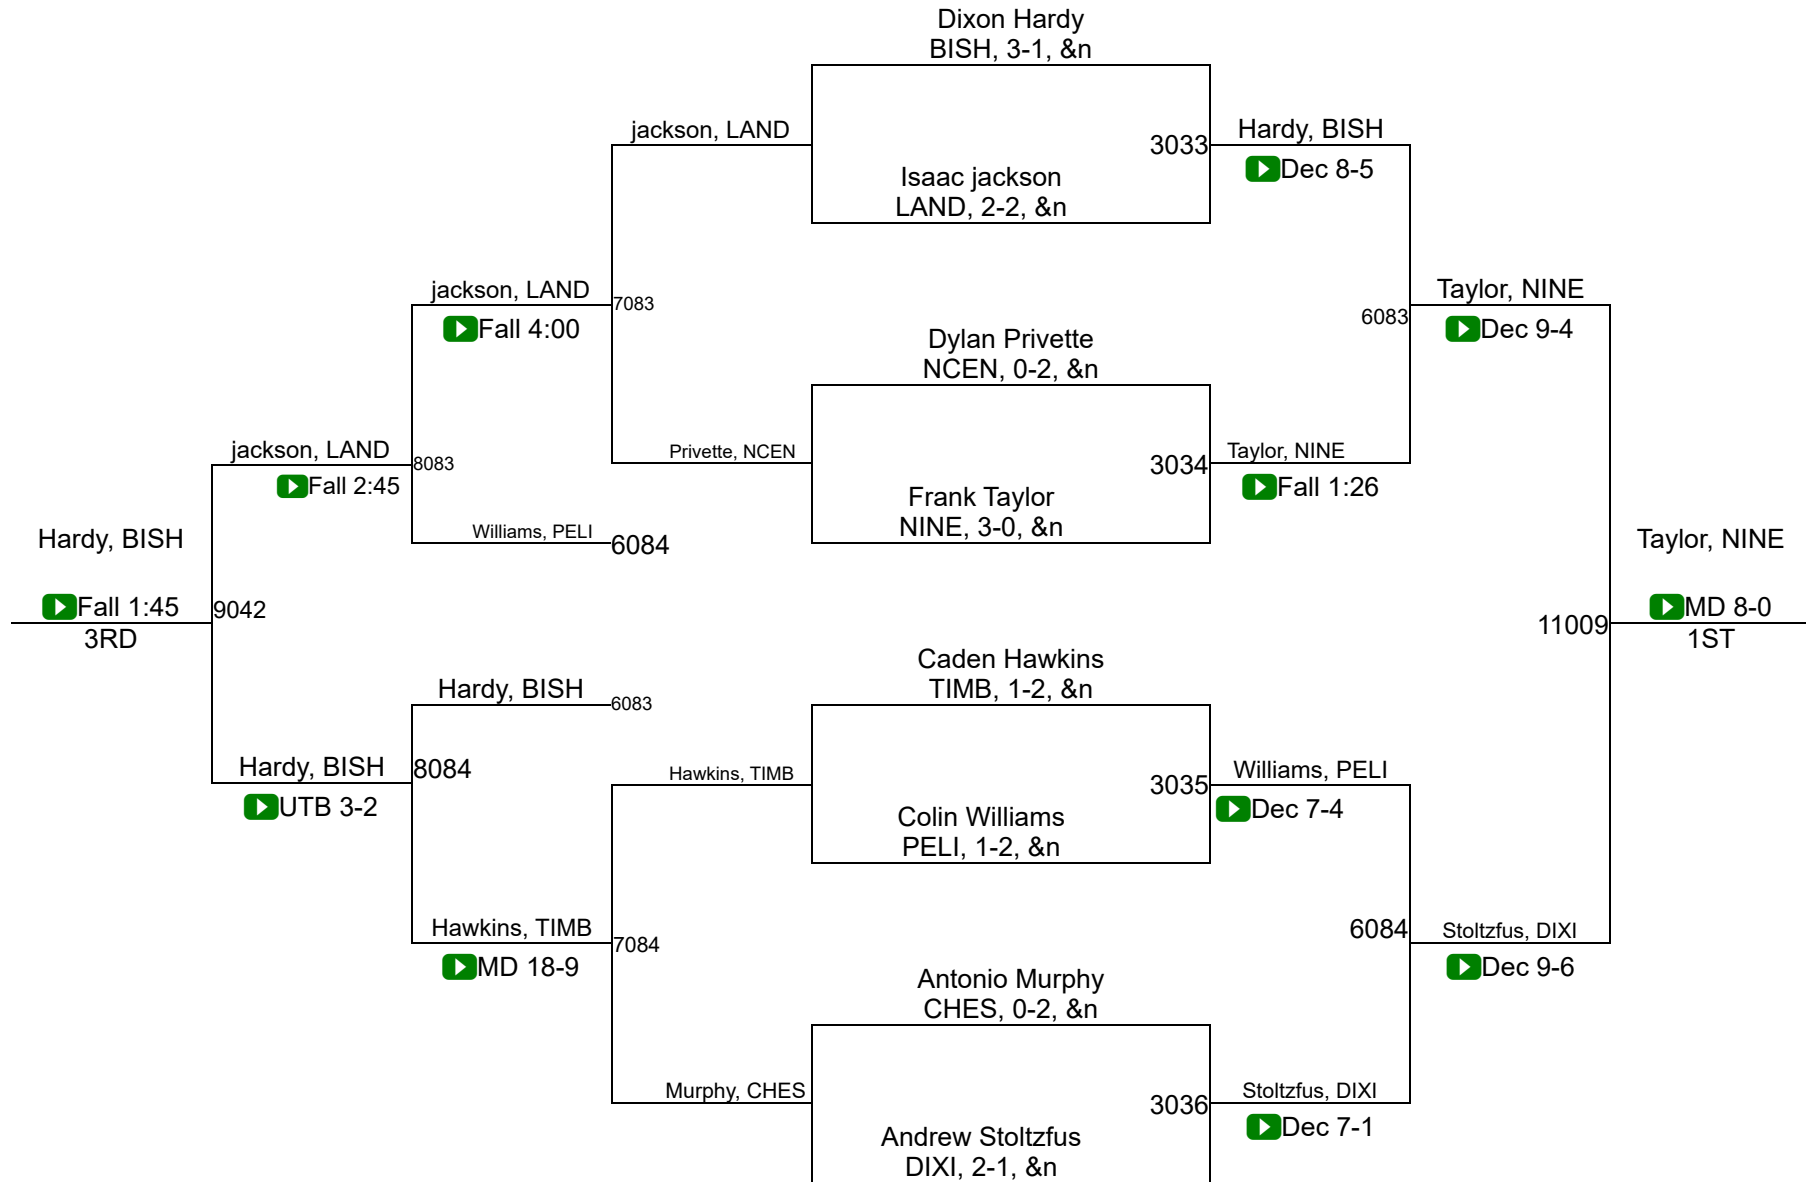 Dixon Hardy
BISH, 3-1, &n
jackson, LAND
3033
Hardy, BISH
Dec 8-5
Isaac jackson
LAND, 2-2, &n
jackson, LAND
7083
Fall 4:00
Taylor, NINE
6083
Dec 9-4
Dylan Privette
NCEN, 0-2, &n
jackson, LAND
8083
Fall 2:45
Privette, NCEN
3034
Taylor, NINE
Fall 1:26
Frank Taylor
NINE, 3-0, &n
Williams, PELI
6084
Hardy, BISH
Fall 1:45
3RD
9042
Taylor, NINE
11009
MD 8-0
1ST
Caden Hawkins
TIMB, 1-2, &n
Hardy, BISH
6083
Hardy, BISH
8084
UTB 3-2
Hawkins, TIMB
3035
Williams, PELI
Dec 7-4
Colin Williams
PELI, 1-2, &n
Hawkins, TIMB
7084
MD 18-9
6084
Stoltzfus, DIXI
Dec 9-6
Antonio Murphy
CHES, 0-2, &n
Murphy, CHES
3036
Stoltzfus, DIXI
Dec 7-1
Andrew Stoltzfus
DIXI, 2-1, &n